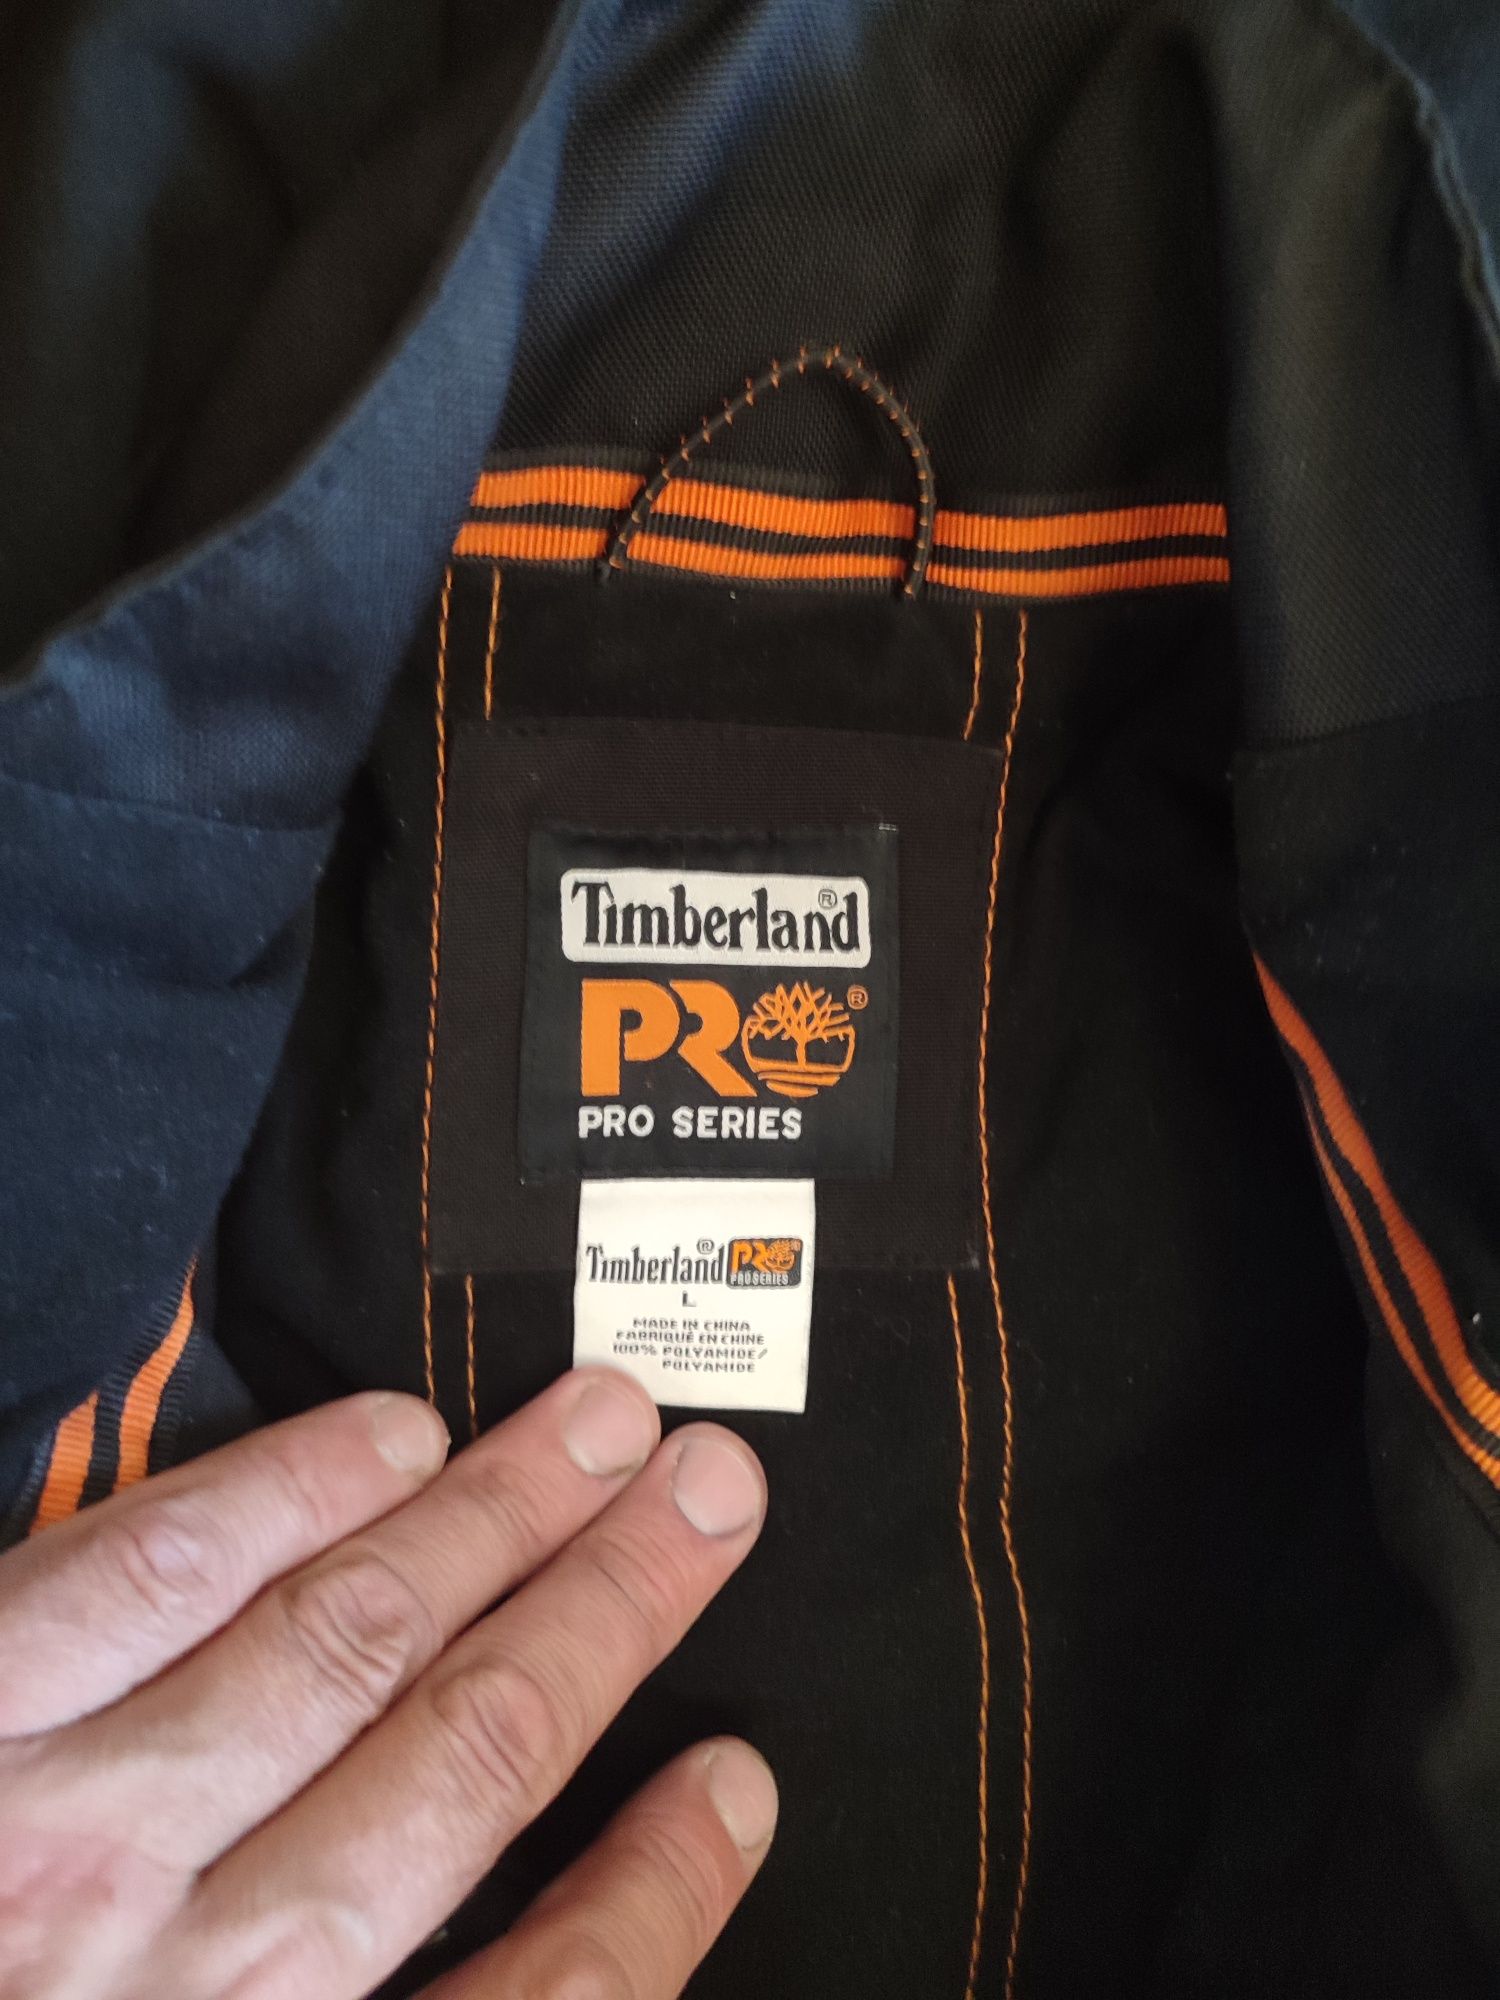 Timberland®
PRO®
PRO SERIES
Timberland® PRO®
PRO SERIES
L
MADE IN CHINA
FABRIQUÉ EN CHINE
100% POLYAMIDE/
POLYAMIDE